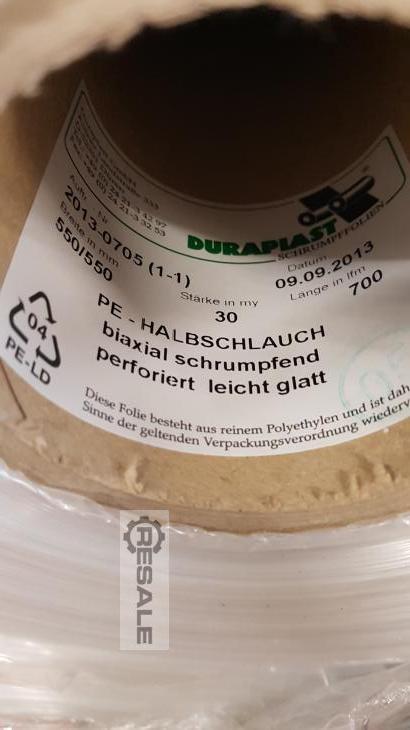 DURAPLAST
SCHRUMPFFOLIEN
Auftr. Nr
2013-0705 (1-1)
Datum
09.09.2013
Breite in mm
550/550
Stärke in my
30
Länge in lfm
700
PE - HALBSCHLAUCH
biaxial schrumpfend
perforiert leicht glatt
04
PE-LD
Diese Folie besteht aus reinem Polyethylen und ist dah
Sinne der geltenden Verpackungsverordnung wiederv
RESALE